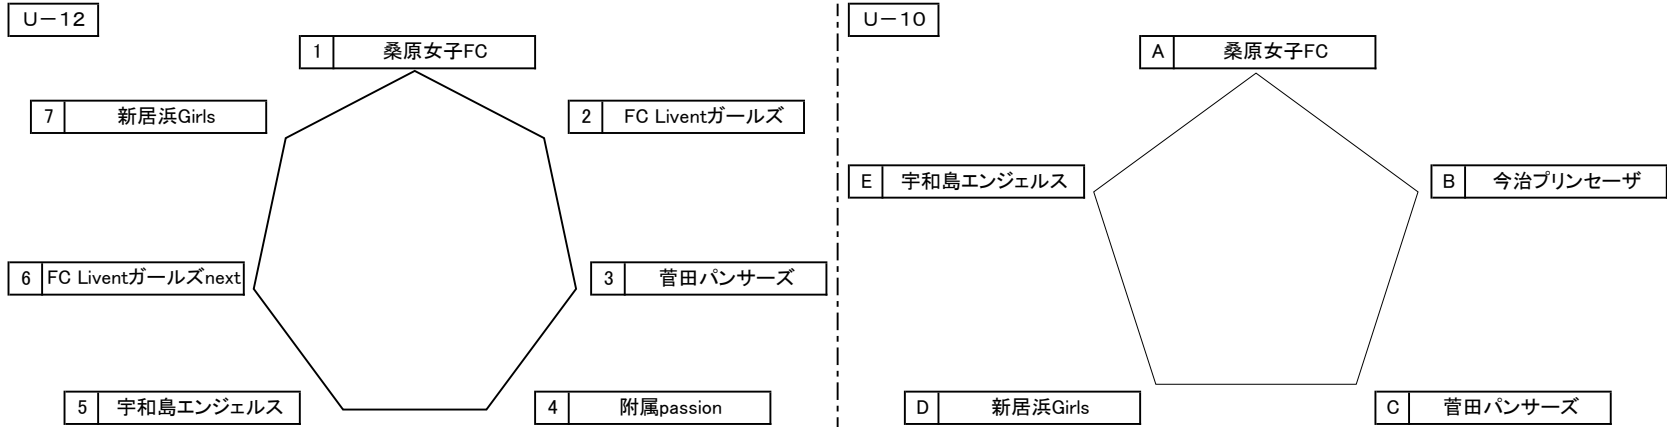 U－12
1 桑原女子FC
7 新居浜Girls
2 FC Liventガールズ
6 FC Liventガールズnext
3 菅田パンサーズ
5 宇和島エンジェルス
4 附属passion
U－10
A 桑原女子FC
E 宇和島エンジェルス
B 今治プリンセーザ
D 新居浜Girls
C 菅田パンサーズ